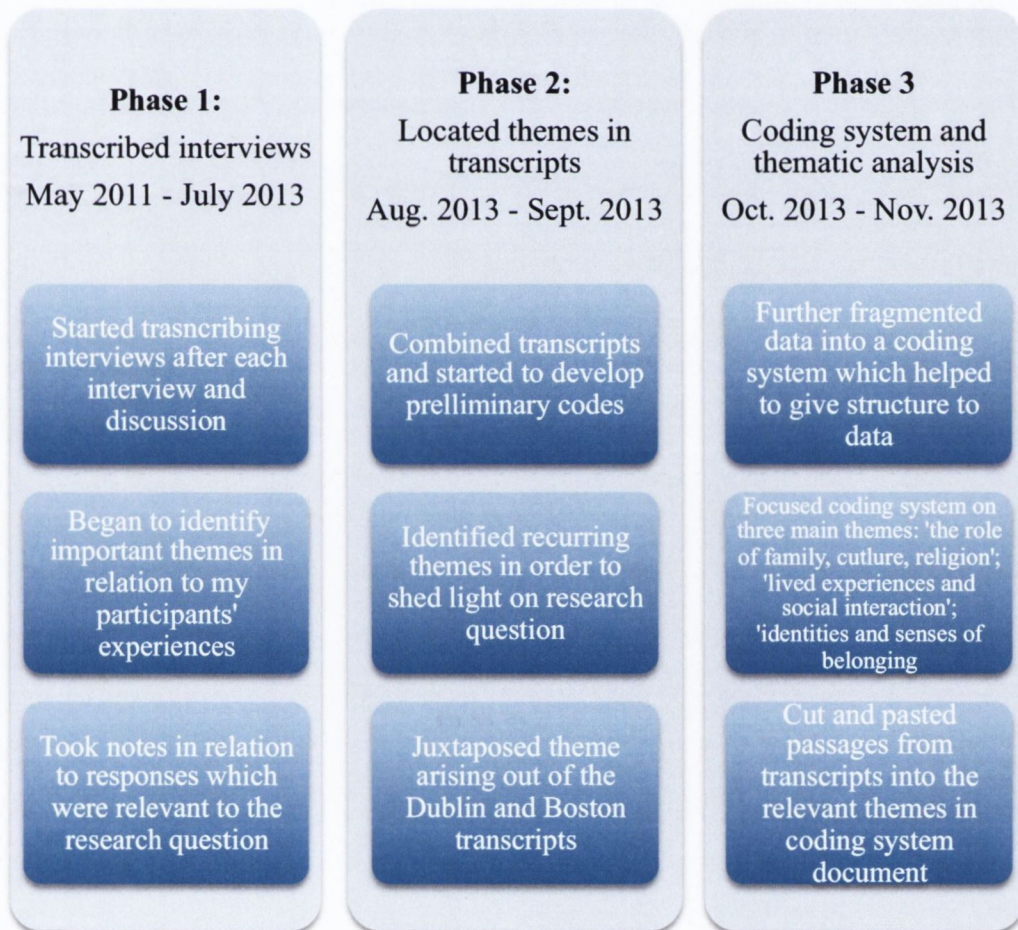 Phase 1:
Transcribed interviews
May 2011 - July 2013
Started trasncribing
interviews after each
interview and
discussion
Began to identify
important themes in
relation to my
participants'
experiences
Took notes in relation
to responses which
were relevant to the
research question
Phase 2:
Located themes in
transcripts
Aug. 2013 - Sept. 2013
Combined transcripts
and started to develop
prelliminary codes
Identified recurring
themes in order to
shed light on research
question
Juxtaposed theme
arising out of the
Dublin and Boston
transcripts
Phase 3
Coding system and
thematic analysis
Oct. 2013 - Nov. 2013
Further fragmented
data into a coding
system which helped
to give structure to
data
Focused coding system on
three main themes: 'the role
of family, cutlure, religion';
'lived experiences and
social interaction';
'identities and senses of
belonging
Cut and pasted
passages from
transcripts into the
relevant themes in
coding system
document